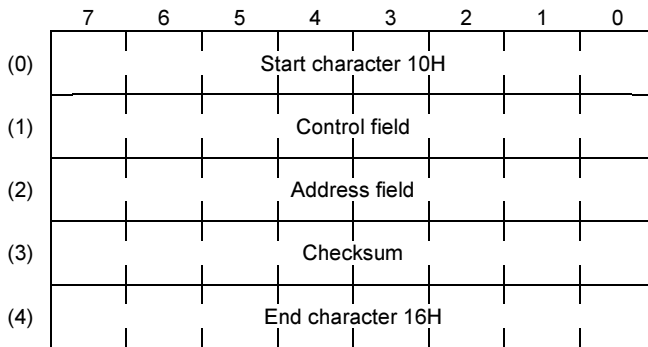 7 6 5 4 3 2 1 0
(0) Start character 10H
(1) Control field
(2) Address field
(3) Checksum
(4) End character 16H